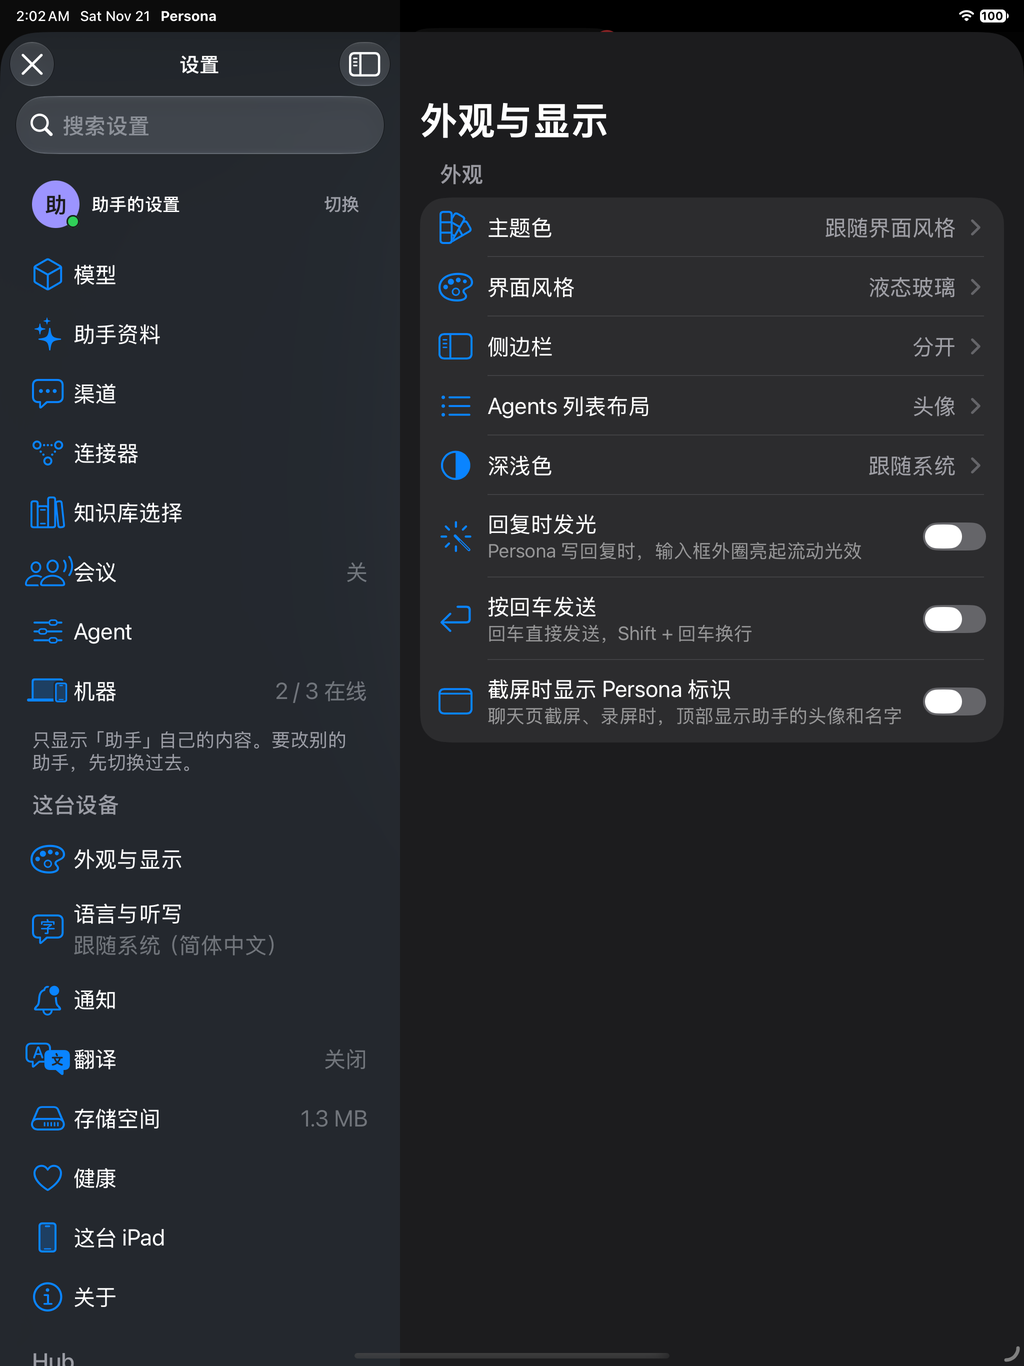 2:02 AM Sat Nov 21 Persona
100
设置
搜索设置
助 助手的设置 切换
模型
助手资料
渠道
连接器
知识库选择
会议 关
Agent
机器 2 / 3 在线
只显示「助手」自己的内容。要改别的
助手，先切换过去。
这台设备
外观与显示
语言与听写
字
跟随系统（简体中文）
通知
A 文 翻译 关闭
存储空间 1.3 MB
健康
这台 iPad
关于
Hub
外观与显示
外观
主题色 跟随界面风格
界面风格 液态玻璃
侧边栏 分开
Agents 列表布局 头像
深浅色 跟随系统
回复时发光
Persona 写回复时，输入框外圈亮起流动光效
按回车发送
回车直接发送，Shift + 回车换行
截屏时显示 Persona 标识
聊天页截屏、录屏时，顶部显示助手的头像和名字